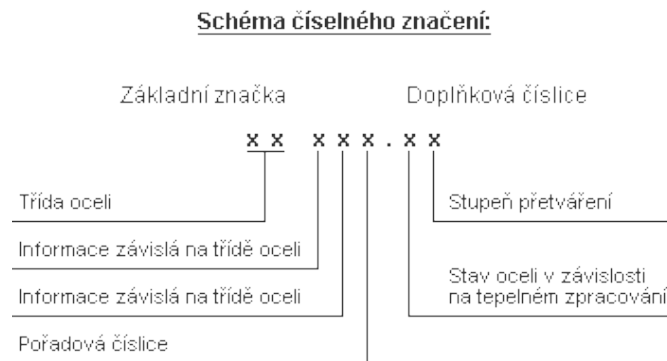 Schéma číselného značení:
Základní značka
Doplňková číslice
x x x x x . x x
Třída oceli
Stupeň přetváření
Informace závislá na třídě oceli
Informace závislá na třídě oceli
Stav oceli v závislosti
na tepelném zpracování
Pořadová číslice